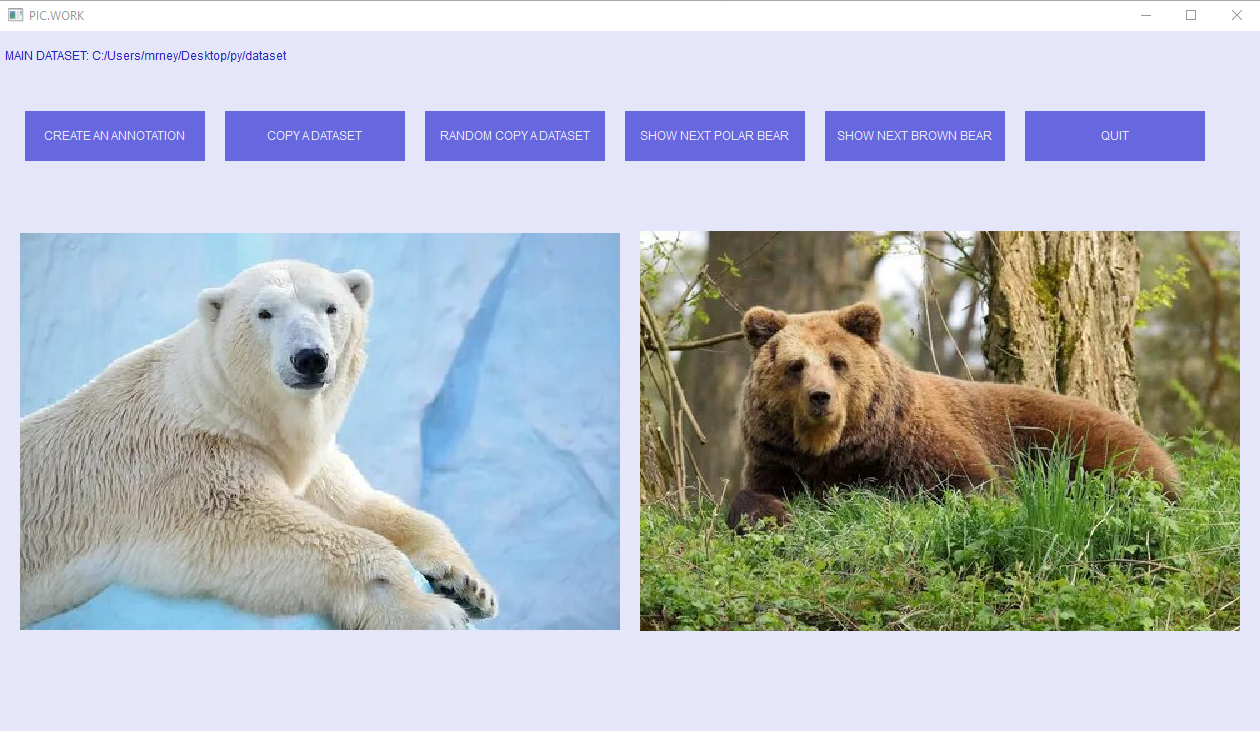 PIC.WORK
MAIN DATASET: C:/Users/mrney/Desktop/py/dataset
CREATE AN ANNOTATION
COPY A DATASET
RANDOM COPY A DATASET
SHOW NEXT POLAR BEAR
SHOW NEXT BROWN BEAR
QUIT